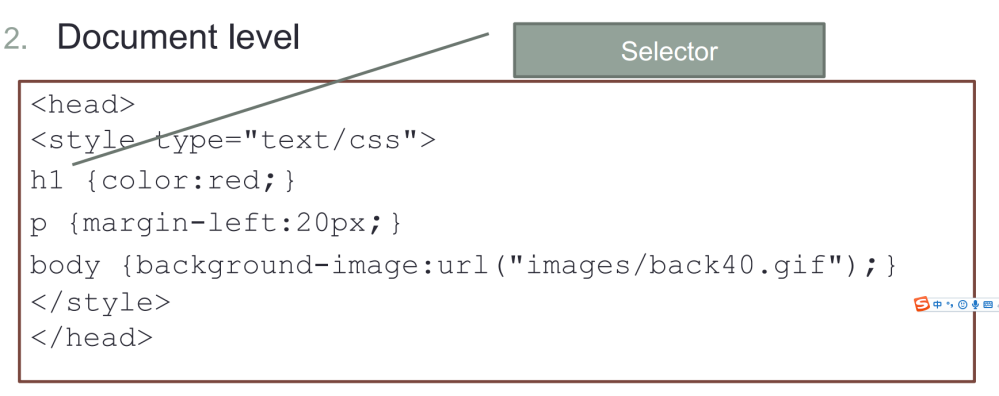 2. Document level
Selector
<head>
<style type="text/css">
h1 {color:red;}
p {margin-left:20px;}
body {background-image:url("images/back40.gif");}
</style>
</head>
中